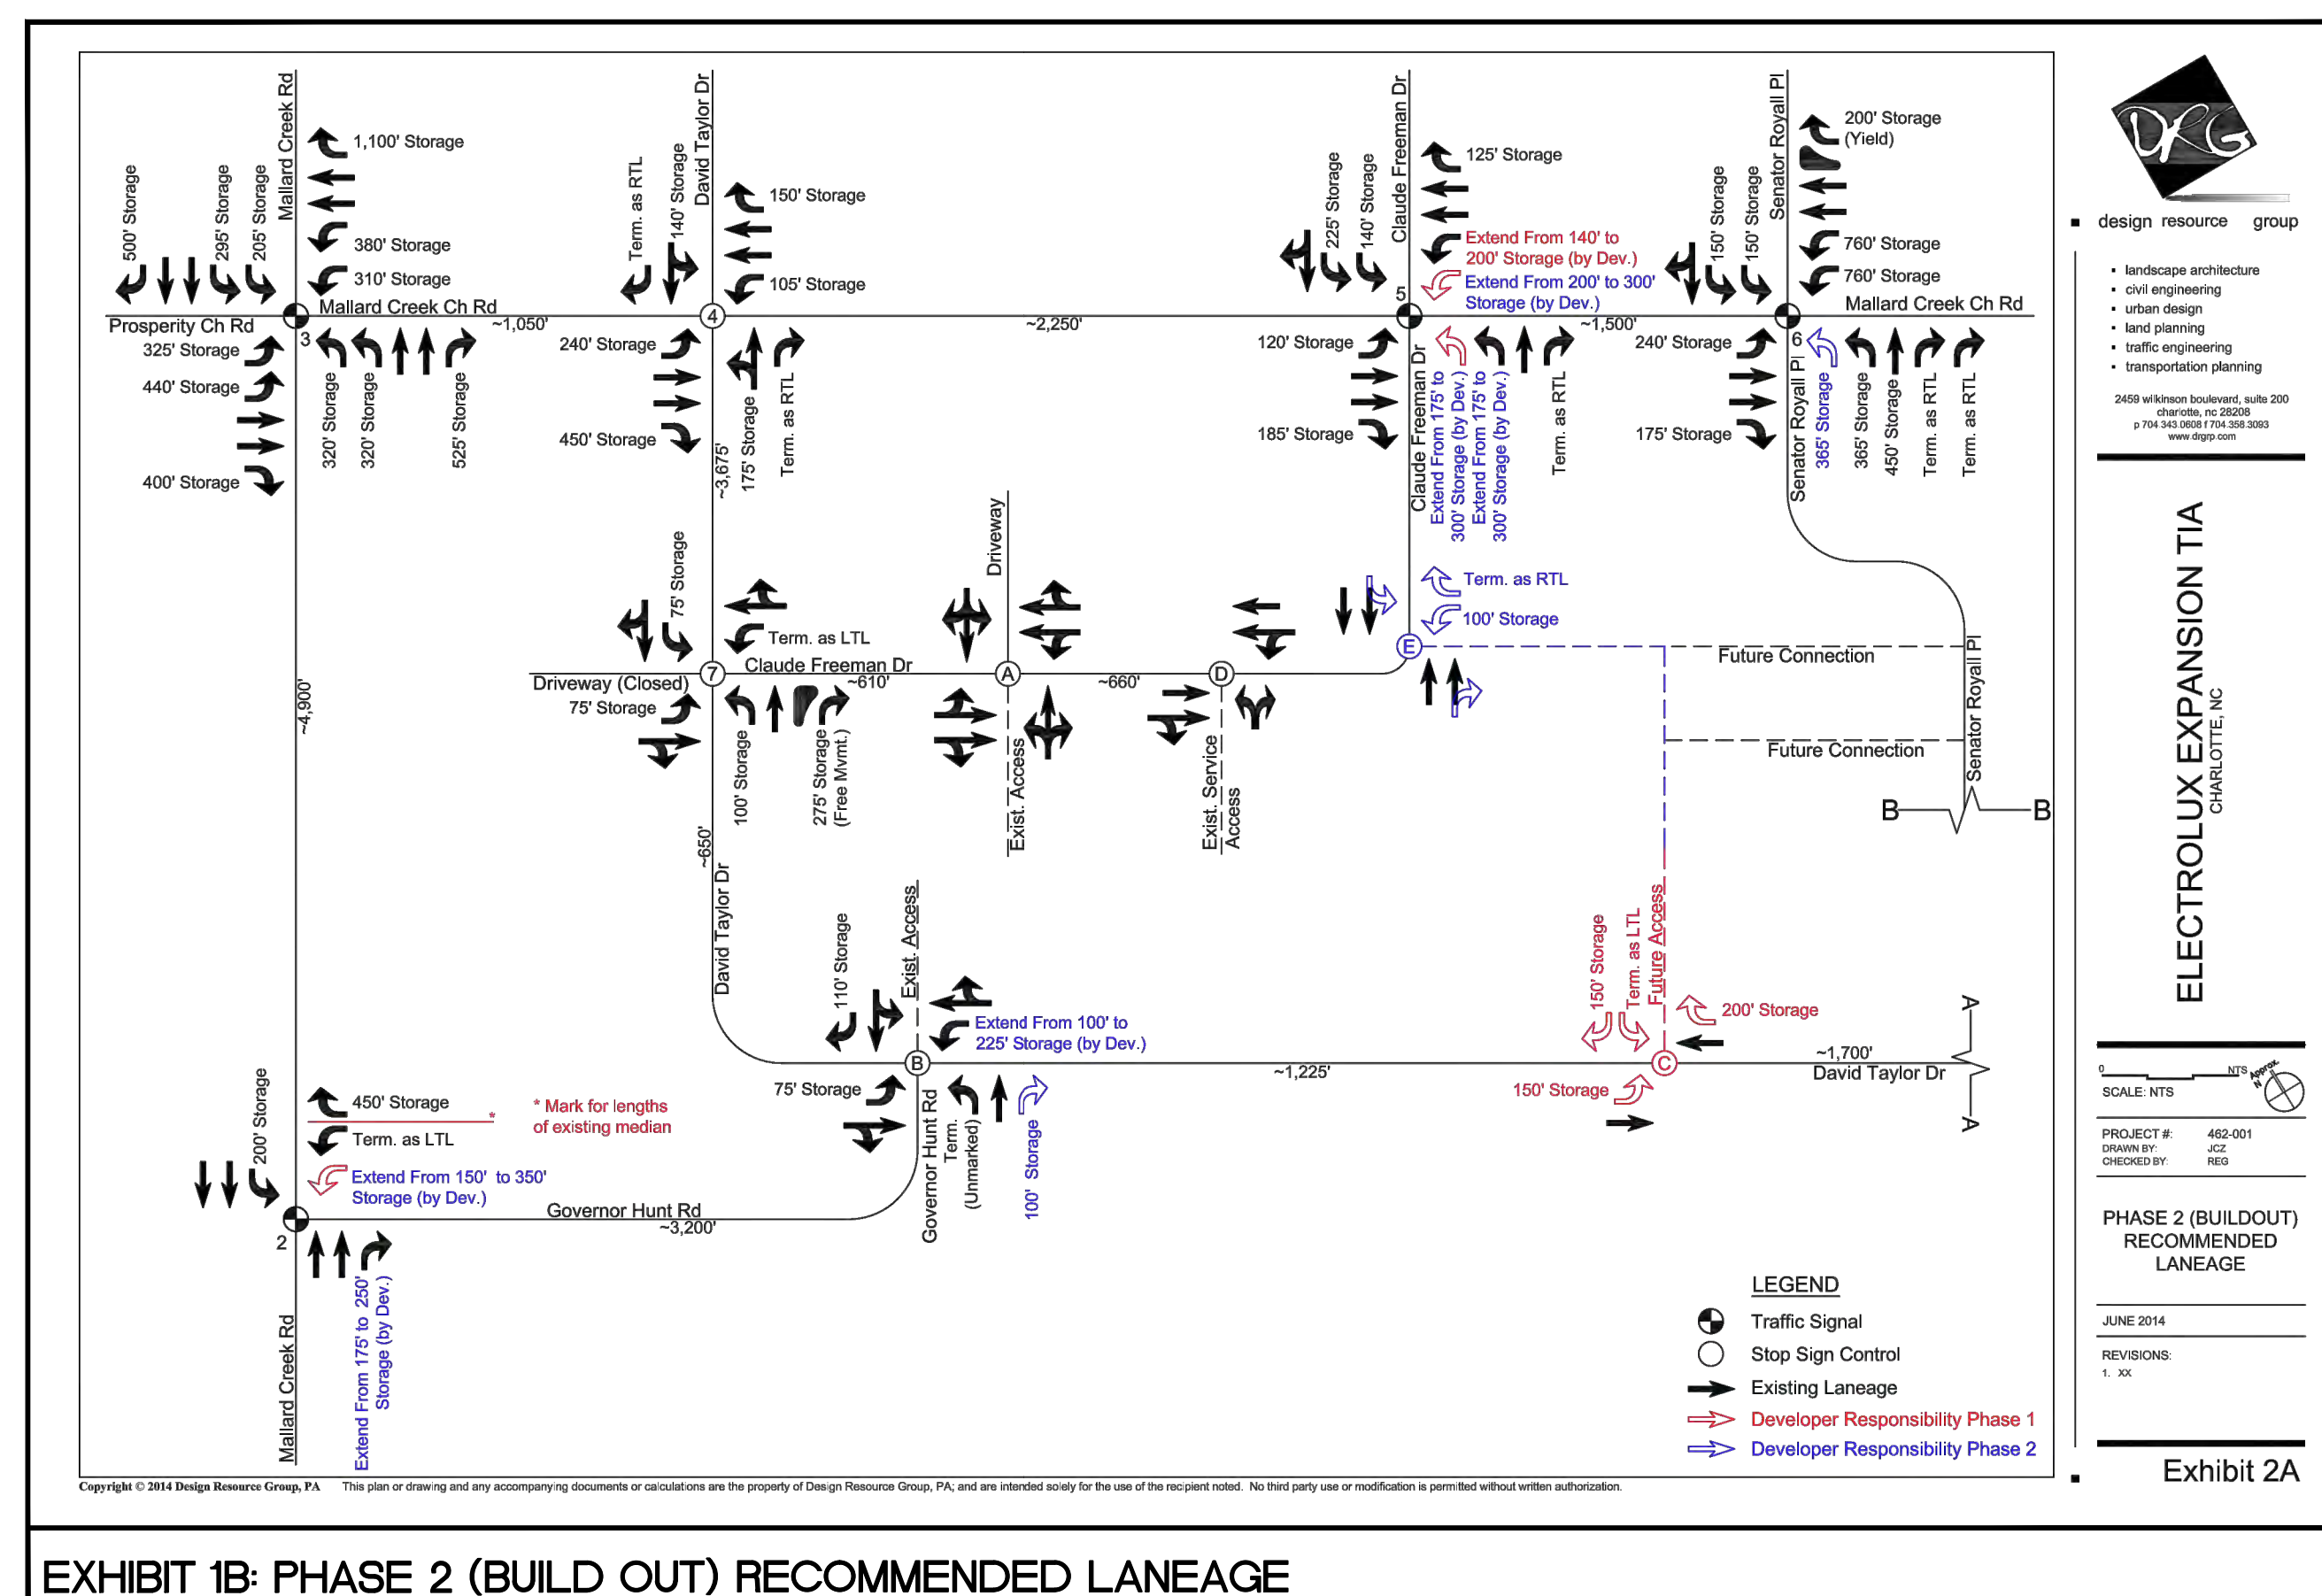 Mallard Creek Rd
1,100' Storage
500' Storage
295' Storage
205' Storage
380' Storage
310' Storage
Mallard Creek Ch Rd
Prosperity Ch Rd
3
~1,050'
325' Storage
440' Storage
400' Storage
320' Storage
320' Storage
525' Storage
David Taylor Dr
Term. as RTL
140' Storage
150' Storage
105' Storage
4
~2,250'
240' Storage
450' Storage
~3,675'
175' Storage
Term. as RTL
Claude Freeman Dr
225' Storage
140' Storage
125' Storage
Extend From 140' to
200' Storage (by Dev.)
Extend From 200' to 300'
Storage (by Dev.)
5
~1,500'
120' Storage
185' Storage
Claude Freeman Dr
Extend From 175' to
300' Storage (by Dev.)
Extend From 175' to
300' Storage (by Dev.)
Term. as RTL
Senator Royall Pl
150' Storage
150' Storage
200' Storage
(Yield)
760' Storage
760' Storage
Mallard Creek Ch Rd
6
240' Storage
175' Storage
Senator Royall Pl
365' Storage
365' Storage
450' Storage
Term. as RTL
Term. as RTL
~4,900'
75' Storage
Term. as LTL
Claude Freeman Dr
Driveway (Closed)
7
~610'
75' Storage
100' Storage
275' Storage
(Free Mvmt.)
Driveway
A
~660'
Exist. Access
D
Exist. Service
Access
Term. as RTL
100' Storage
E
Future Connection
Future Connection
Senator Royall Pl
B
B
~650'
David Taylor Dr
110' Storage
Exist. Access
Extend From 100' to
225' Storage (by Dev.)
B
75' Storage
Governor Hunt Rd
Term.
(Unmarked)
100' Storage
~1,225'
150' Storage
Term. as LTL
Future Access
200' Storage
C
150' Storage
~1,700'
David Taylor Dr
A
A
200' Storage
450' Storage
*
* Mark for lengths
of existing median
Term. as LTL
Extend From 150' to 350'
Storage (by Dev.)
Governor Hunt Rd
~3,200'
2
Mallard Creek Rd
Extend From 175' to 250'
Storage (by Dev.)
LEGEND
Traffic Signal
Stop Sign Control
Existing Laneage
Developer Responsibility Phase 1
Developer Responsibility Phase 2
Copyright © 2014 Design Resource Group, PA This plan or drawing and any accompanying documents or calculations are the property of Design Resource Group, PA; and are intended solely for the use of the recipient noted. No third party use or modification is permitted without written authorization.
DRG
design resource group
landscape architecture
civil engineering
urban design
land planning
traffic engineering
transportation planning
2459 wilkinson boulevard, suite 200
charlotte, nc 28208
p 704.343.0608 f 704.358.3093
www.drgrp.com
ELECTROLUX EXPANSION TIA
CHARLOTTE, NC
0
NTS
Approx.
N
SCALE: NTS
PROJECT #: 462-001
DRAWN BY: JCZ
CHECKED BY: REG
PHASE 2 (BUILDOUT)
RECOMMENDED
LANEAGE
JUNE 2014
REVISIONS:
1. XX
Exhibit 2A
EXHIBIT 1B: PHASE 2 (BUILD OUT) RECOMMENDED LANEAGE